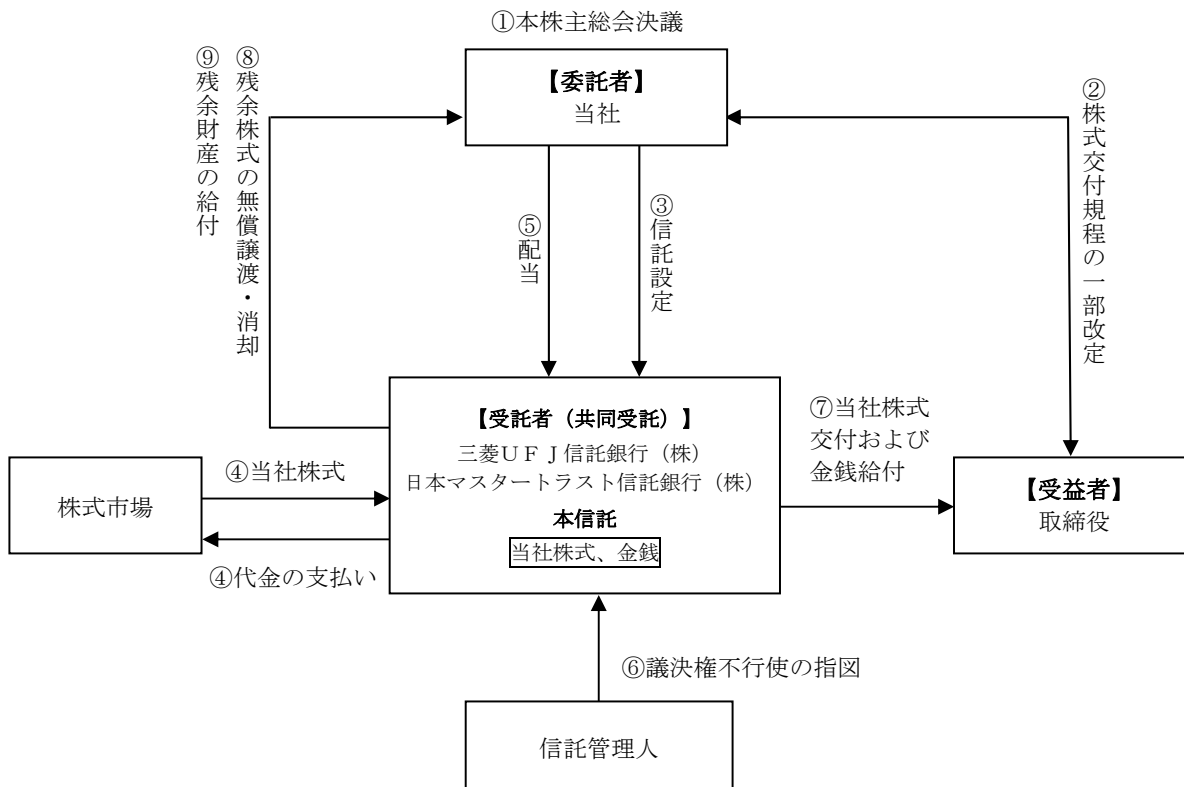 ①本株主総会決議
【委託者】
当社
⑨残余財産の給付
⑧残余株式の無償譲渡・消却
②株式交付規程の一部改定
⑤配当
③信託設定
【受託者（共同受託）】
三菱ＵＦＪ信託銀行（株）
日本マスタートラスト信託銀行（株）
本信託
当社株式、金銭
⑦当社株式
交付および
金銭給付
【受益者】
取締役
株式市場
④当社株式
④代金の支払い
⑥議決権不行使の指図
信託管理人